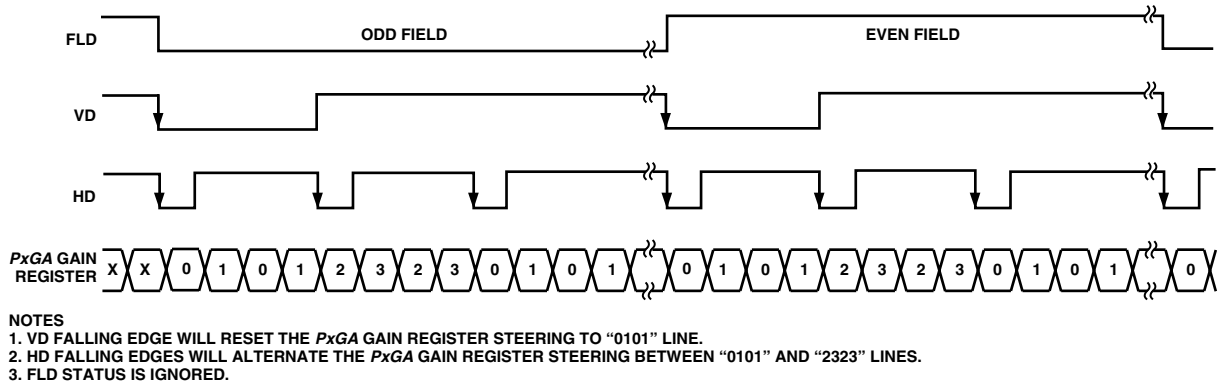 FLD ODD FIELD EVEN FIELD
VD
HD
PxGA GAIN
REGISTER X X 0 1 0 1 2 3 2 3 0 1 0 1 0 1 0 1 2 3 2 3 0 1 0 1 0
NOTES
1. VD FALLING EDGE WILL RESET THE PxGA GAIN REGISTER STEERING TO “0101” LINE.
2. HD FALLING EDGES WILL ALTERNATE THE PxGA GAIN REGISTER STEERING BETWEEN “0101” AND “2323” LINES.
3. FLD STATUS IS IGNORED.